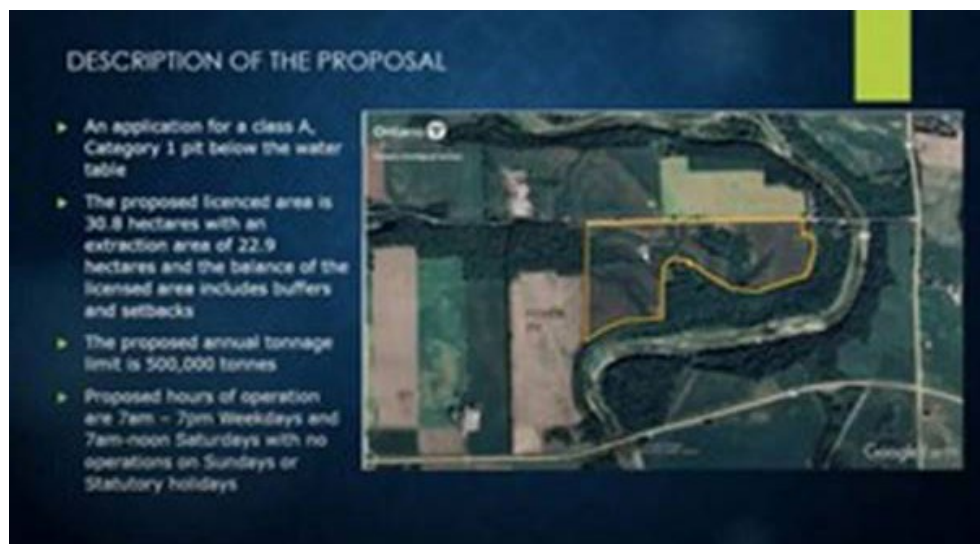 DESCRIPTION OF THE PROPOSAL
An application for a class A,
Category 1 pit below the water
table
The proposed licenced area is
30.8 hectares with an
extraction area of 22.9
hectares and the balance of the
licensed area includes buffers
and setbacks
The proposed annual tonnage
limit is 500,000 tonnes
Proposed hours of operation
are 7am – 7pm Weekdays and
7am-noon Saturdays with no
operations on Sundays or
Statutory holidays
Ontario
Google Earth